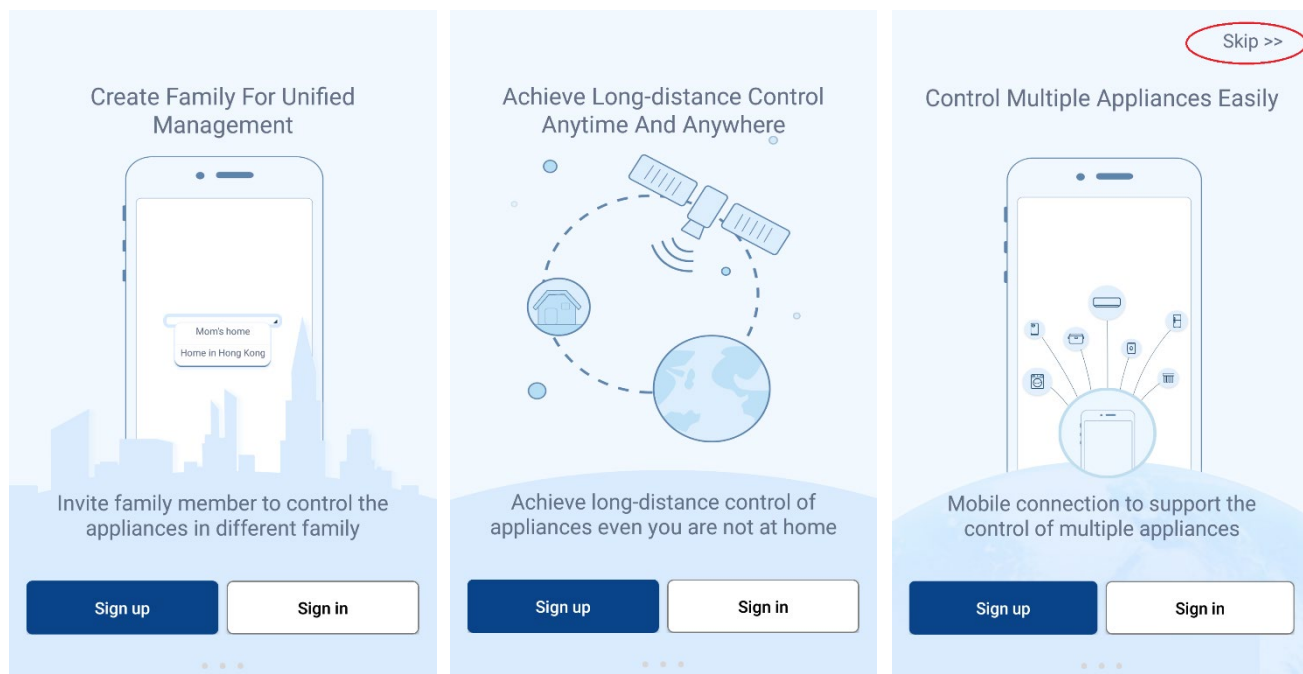 Create Family For Unified
Management
Mom's home
Home in Hong Kong
Invite family member to control the
appliances in different family
Sign up
Sign in
Achieve Long-distance Control
Anytime And Anywhere
Achieve long-distance control of
appliances even you are not at home
Sign up
Sign in
Skip >>
Control Multiple Appliances Easily
Mobile connection to support the
control of multiple appliances
Sign up
Sign in